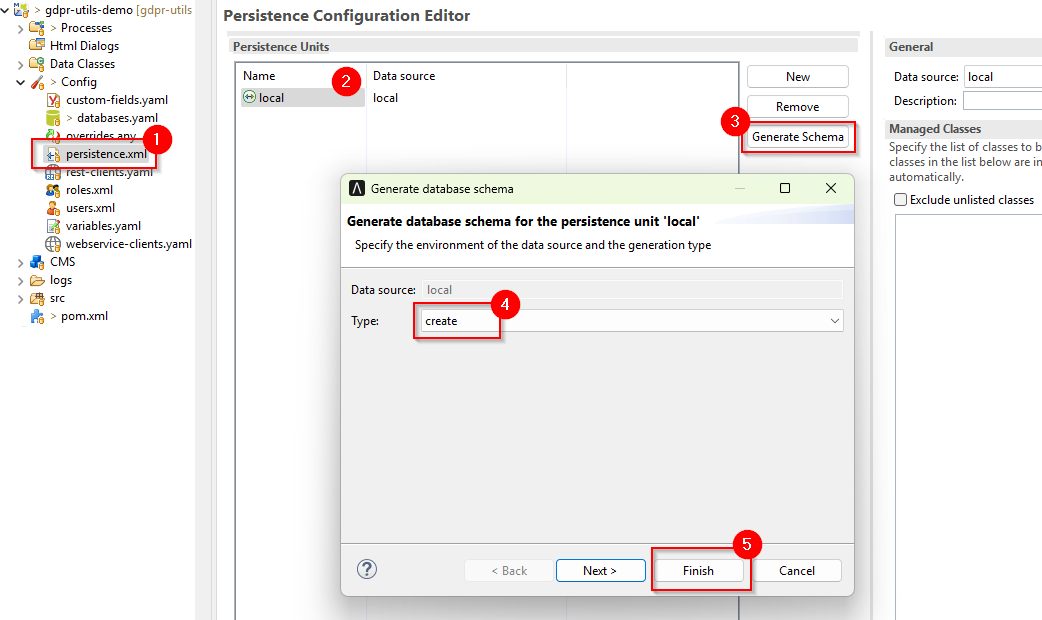 > gdpr-utils-demo [gdpr-utils
> Processes
Html Dialogs
Data Classes
> Config
custom-fields.yaml
> databases.yaml
overrides.any
1
persistence.xml
rest-clients.yaml
roles.xml
users.xml
variables.yaml
webservice-clients.yaml
CMS
logs
src
> pom.xml
Persistence Configuration Editor
Persistence Units
Name
2
Data source
local
local
New
Remove
3
Generate Schema
General
Data source: local
Description:
Managed Classes
Specify the list of classes to b
classes in the list below are in
automatically.
Exclude unlisted classes
Generate database schema
Generate database schema for the persistence unit 'local'
Specify the environment of the data source and the generation type
Data source: local
4
Type: create
5
?
< Back
Next >
Finish
Cancel